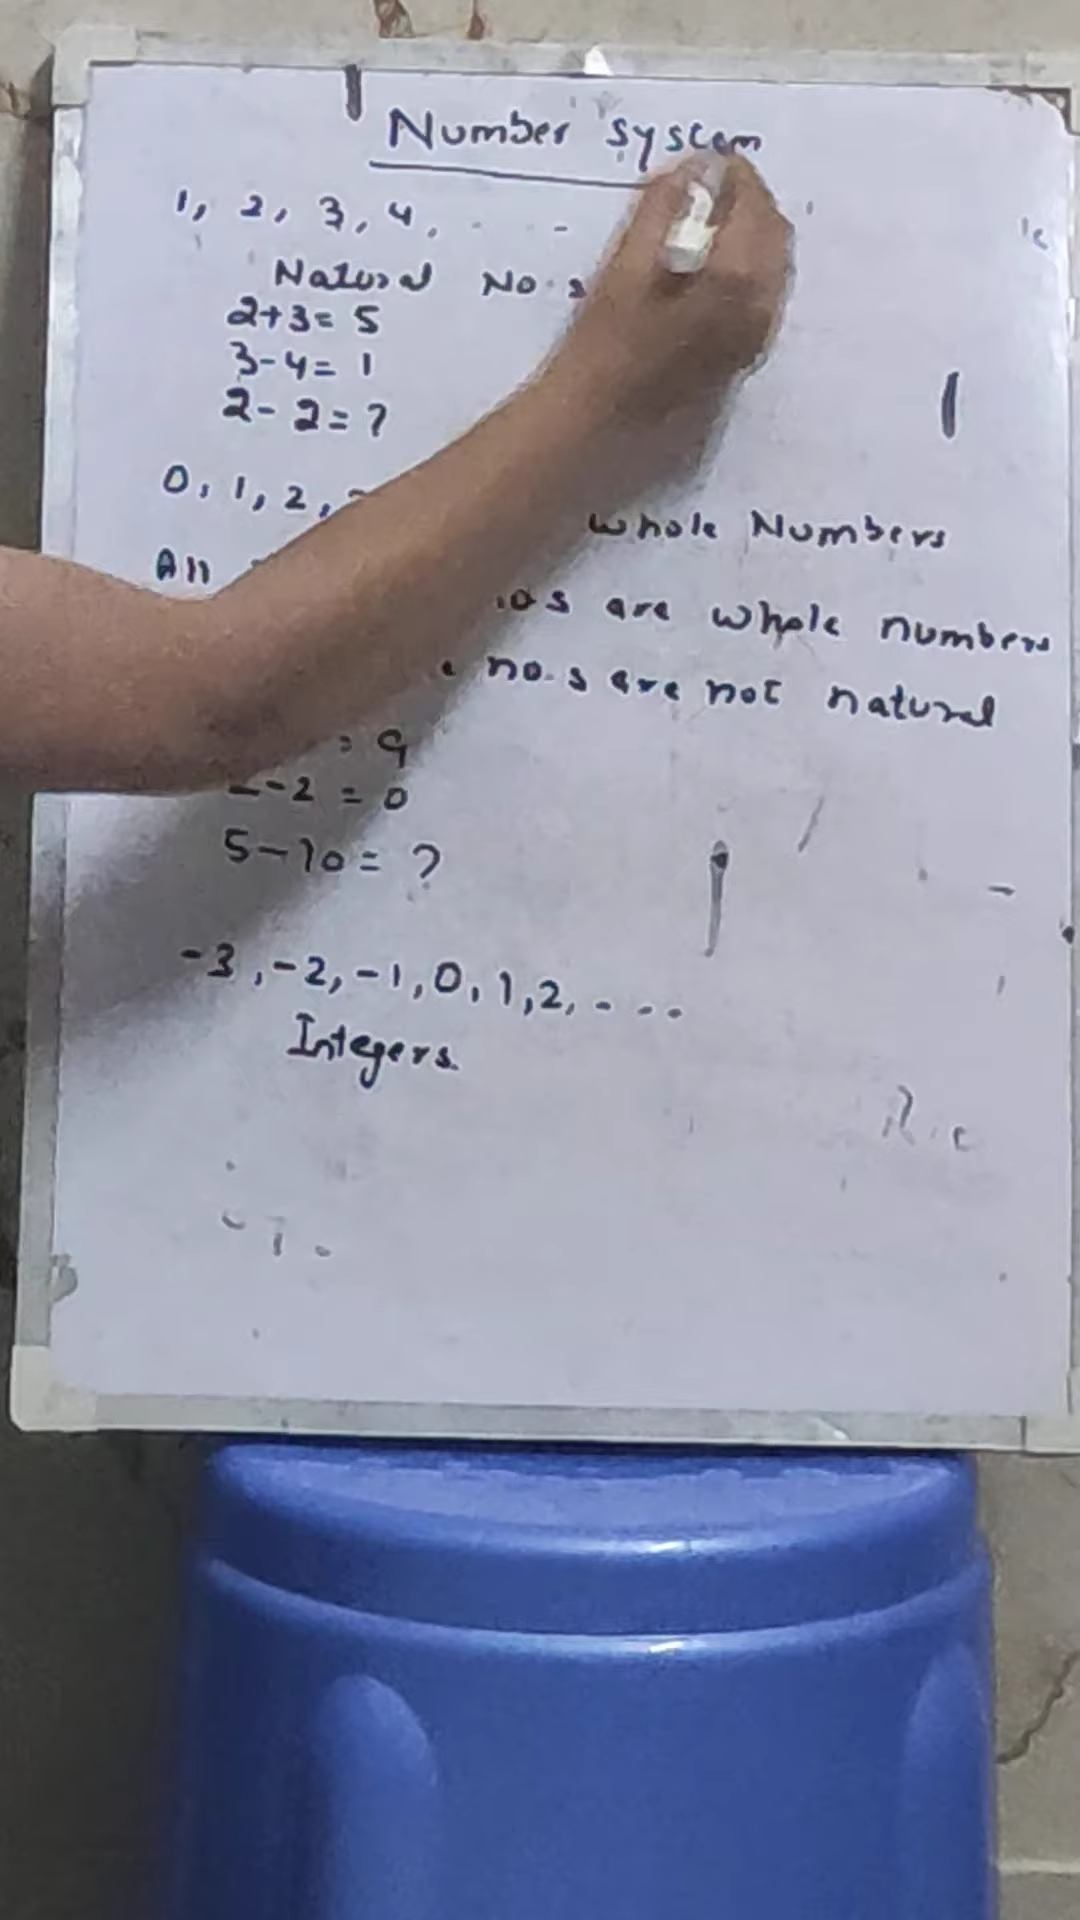 Number system
1, 2, 3, 4, . . -
Natural No.s
2+3= 5
3-4= 1
2- 2= ?
0, 1, 2,
whole Numbers
All
are whole numbers
no.s are not natural
= 9
-2 = 0
5-10= ?
-3, -2, -1, 0, 1, 2, - - - -
Integers.